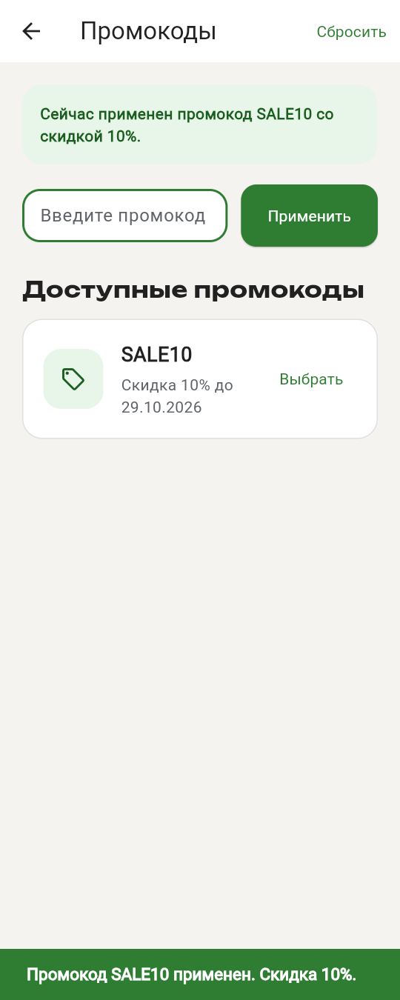 Промокоды
Сбросить
Сейчас применен промокод SALE10 со
скидкой 10%.
Введите промокод
Применить
Доступные промокоды
SALE10
Скидка 10% до
29.10.2026
Выбрать
Промокод SALE10 применен. Скидка 10%.